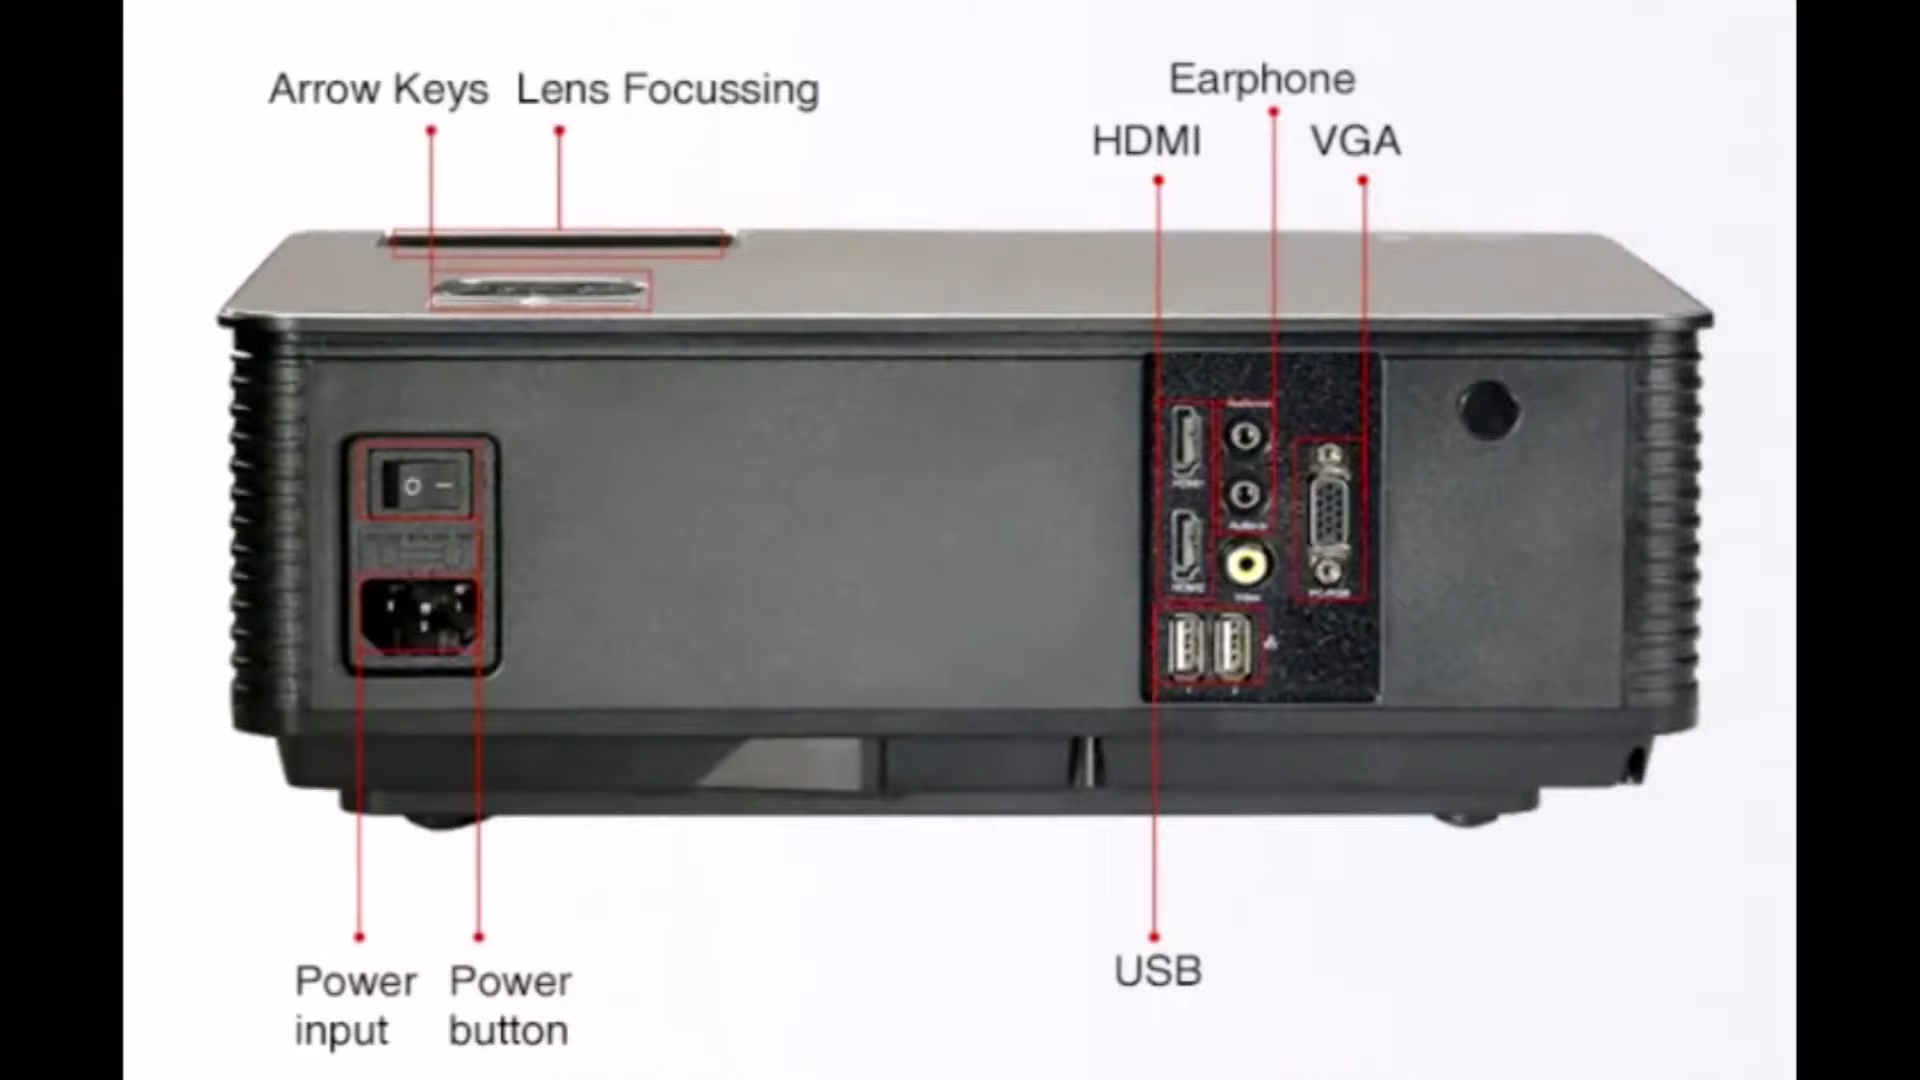 Arrow Keys
Lens Focussing
Earphone
HDMI
VGA
Power
input
Power
button
USB